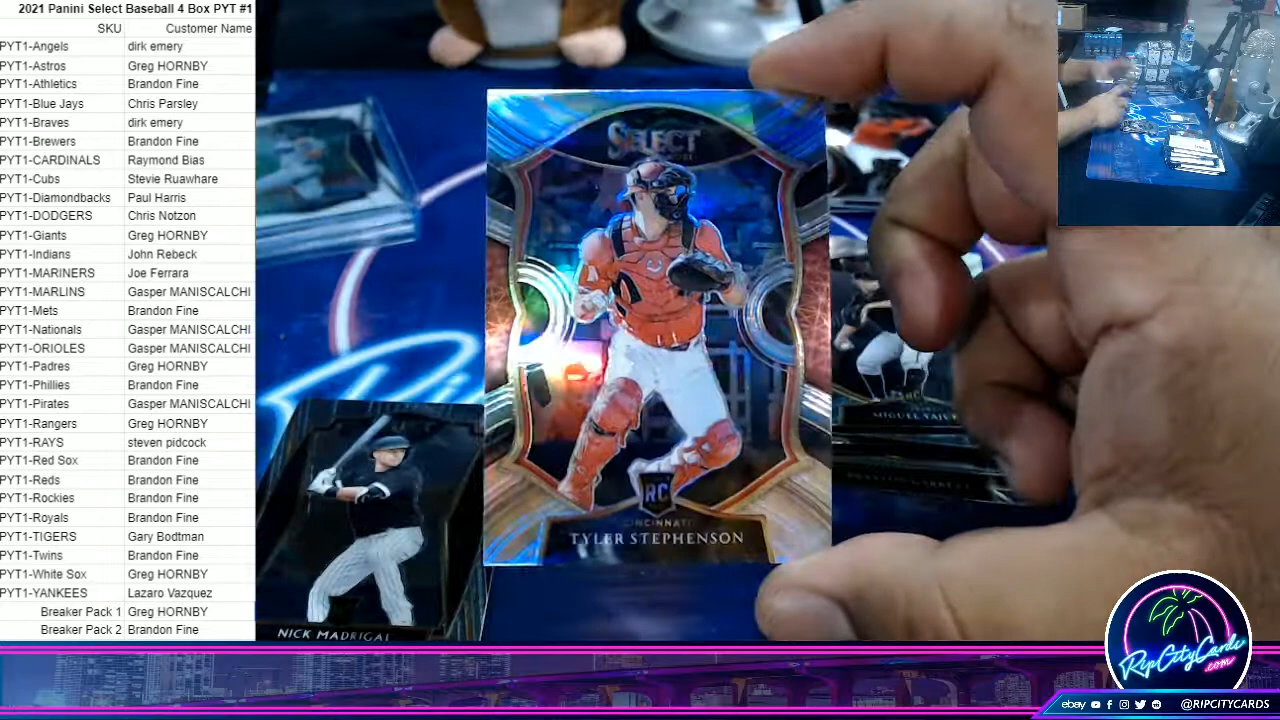 2021 Panini Select Baseball 4 Box PYT #1
SKU Customer Name
PYT1-Angels dirk emery
PYT1-Astros Greg HORNBY
PYT1-Athletics Brandon Fine
PYT1-Blue Jays Chris Parsley
PYT1-Braves dirk emery
PYT1-Brewers Brandon Fine
PYT1-CARDINALS Raymond Bias
PYT1-Cubs Stevie Ruawhare
PYT1-Diamondbacks Paul Harris
PYT1-DODGERS Chris Notzon
PYT1-Giants Greg HORNBY
PYT1-Indians John Rebeck
PYT1-MARINERS Joe Ferrara
PYT1-MARLINS Gasper MANISCALCHI
PYT1-Mets Brandon Fine
PYT1-Nationals Gasper MANISCALCHI
PYT1-ORIOLES Gasper MANISCALCHI
PYT1-Padres Greg HORNBY
PYT1-Phillies Brandon Fine
PYT1-Pirates Gasper MANISCALCHI
PYT1-Rangers Greg HORNBY
PYT1-RAYS steven pidcock
PYT1-Red Sox Brandon Fine
PYT1-Reds Brandon Fine
PYT1-Rockies Brandon Fine
PYT1-Royals Brandon Fine
PYT1-TIGERS Gary Bodtman
PYT1-Twins Brandon Fine
PYT1-White Sox Greg HORNBY
PYT1-YANKEES Lazaro Vazquez
Breaker Pack 1 Greg HORNBY
Breaker Pack 2 Brandon Fine
SELECT
RC
CINCINNATI
TYLER STEPHENSON
NICK MADRIGAL
MIGUEL
RipCityCards
.com
ebay @RIPCITYCARDS